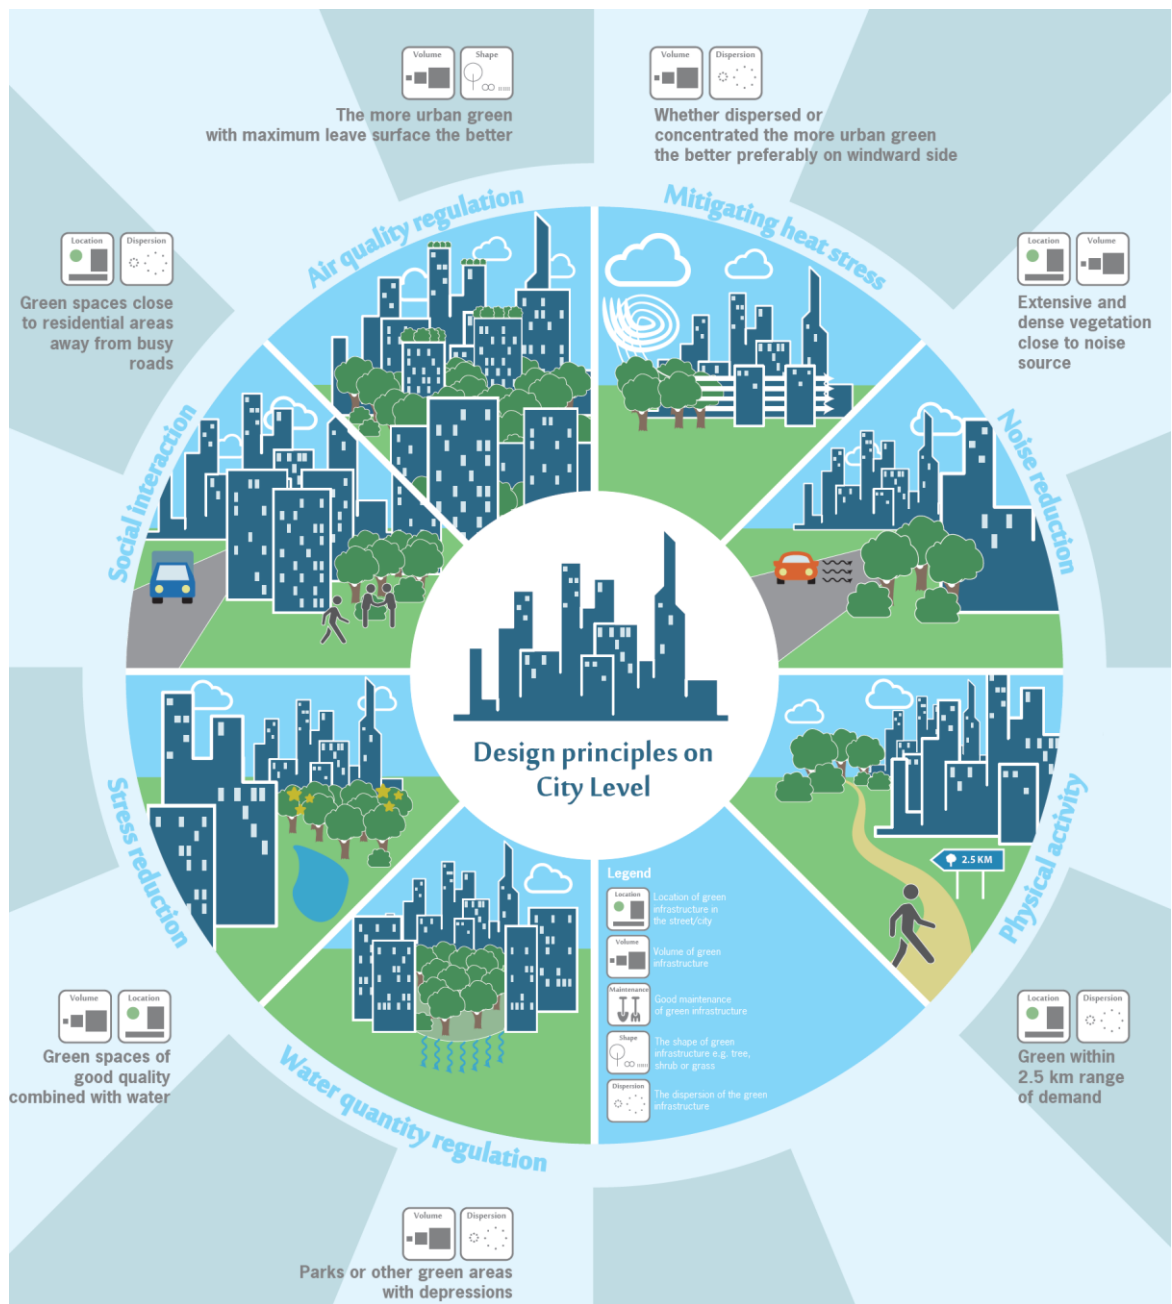 Volume
Shape
The more urban green
with maximum leave surface the better
Volume
Dispersion
Whether dispersed or
concentrated the more urban green
the better preferably on windward side
Air quality regulation
Mitigating heat stress
Location
Dispersion
Green spaces close
to residential areas
away from busy
roads
Location
Volume
Extensive and
dense vegetation
close to noise
source
Social interaction
Noise reduction
Design principles on
City Level
Stress reduction
Physical activity
2.5 KM
Legend
Location
Location of green
infrastructure in
the street/city
Volume
Volume of green
infrastructure
Maintenance
Good maintenance
of green infrastructure
Shape
The shape of green
infrastructure e.g. tree,
shrub or grass
Dispersion
The dispersion of the green
infrastructure
Volume
Location
Green spaces of
good quality
combined with water
Location
Dispersion
Green within
2.5 km range
of demand
Water quantity regulation
Volume
Dispersion
Parks or other green areas
with depressions